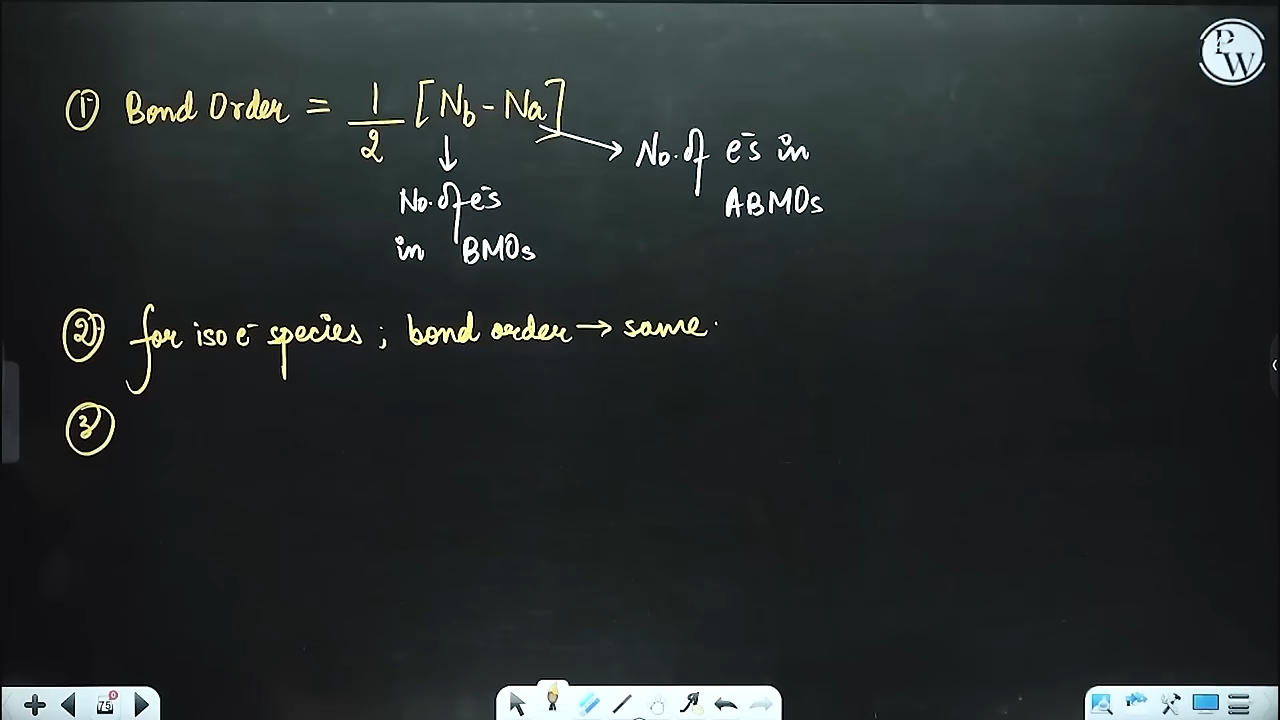 PW
① Bond Order = 1/2 [Nb - Na]
↓ → No. of e⁻s in
No. of e⁻s ABMOs
in BMOs
② for iso e⁻ species ; bond order → same.
③
75
0